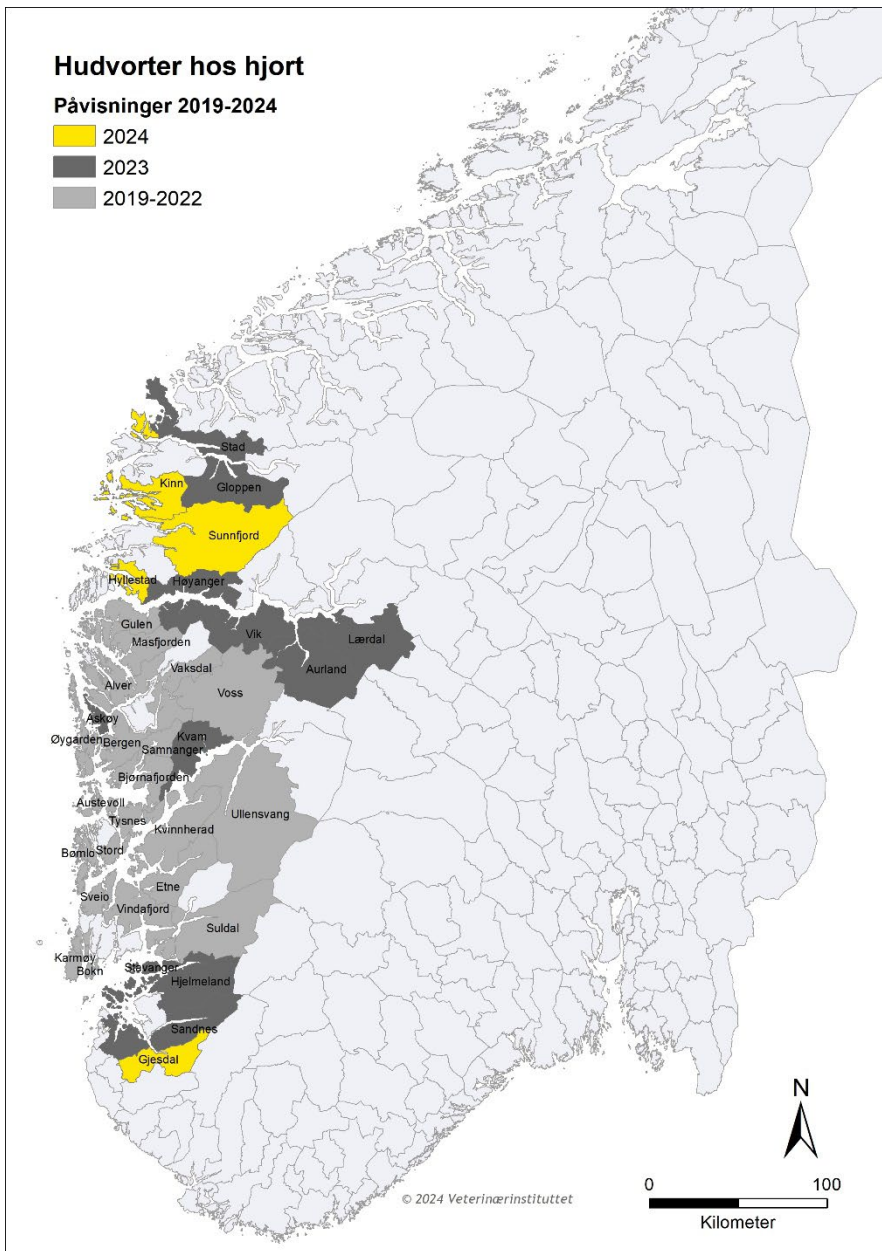 Hudvorter hos hjort
Påvisninger 2019-2024
2024
2023
2019-2022
Stad
Kinn
Gloppen
Sunnfjord
Hyllestad
Høyanger
Gulen
Masfjorden
Vik
Lærdal
Aurland
Vaksdal
Voss
Alver
Askøy
Øygarden
Bergen
Kvam
Samnanger
Bjørnafjorden
Austevoll
Tysnes
Ullensvang
Kvinnherad
Bømlo
Stord
Etne
Sveio
Vindafjord
Suldal
Karmøy
Bokn
Stavanger
Hjelmeland
Sandnes
Gjesdal
N
0 100
Kilometer
© 2024 Veterinærinstituttet